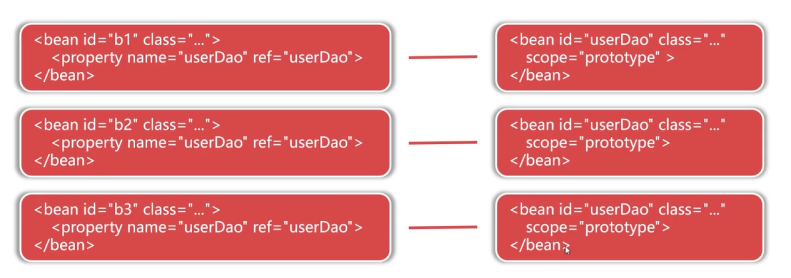 <bean id="b1" class="...">
<property name="userDao" ref="userDao">
</bean>
<bean id="userDao" class="..."
scope="prototype" >
</bean>
<bean id="b2" class="...">
<property name="userDao" ref="userDao">
</bean>
<bean id="userDao" class="..."
scope="prototype">
</bean>
<bean id="b3" class="...">
<property name="userDao" ref="userDao">
</bean>
<bean id="userDao" class="..."
scope="prototype">
</bean>